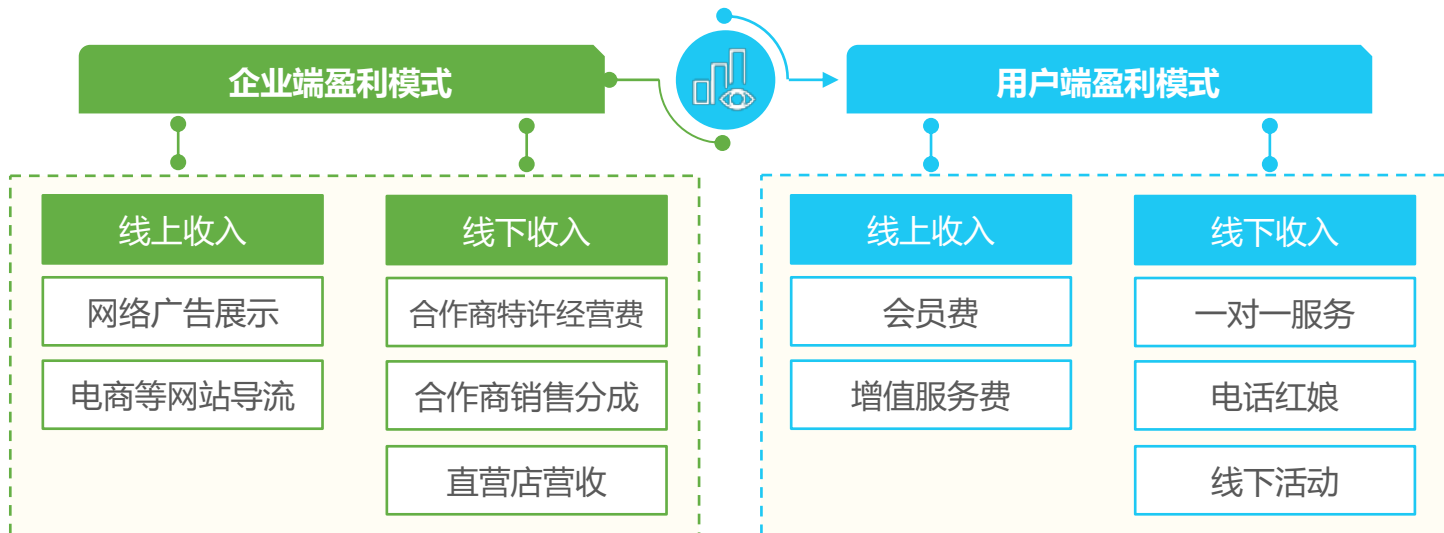 企业端盈利模式
用户端盈利模式
线上收入
线下收入
线上收入
线下收入
网络广告展示
合作商特许经营费
会员费
一对一服务
电商等网站导流
合作商销售分成
增值服务费
电话红娘
直营店营收
线下活动